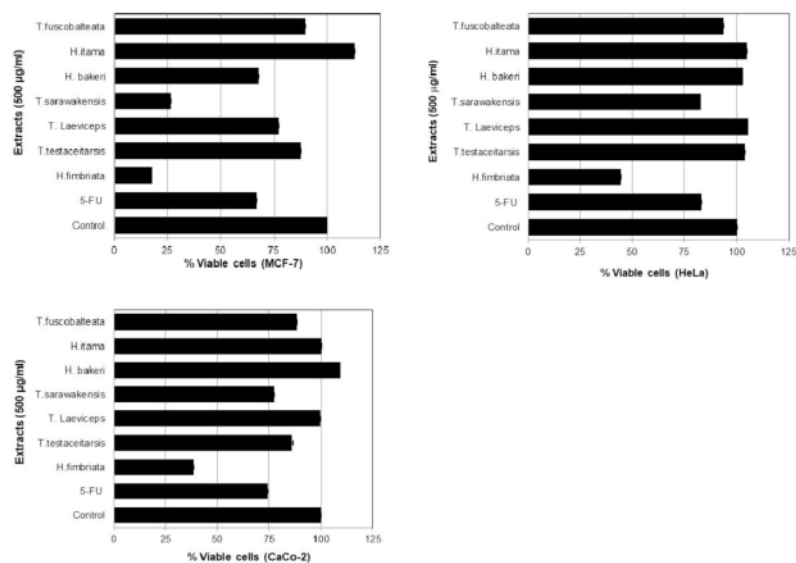 Extracts (500 µg/ml)
T.fuscobalteata
H.itama
H. bakeri
T.sarawakensis
T. Laeviceps
T.testaceitarsis
H.fimbriata
5-FU
Control
0 25 50 75 100 125
% Viable cells (MCF-7)
Extracts (500 µg/ml)
T.fuscobalteata
H.itama
H. bakeri
T.sarawakensis
T. Laeviceps
T.testaceitarsis
H.fimbriata
5-FU
Control
0 25 50 75 100 125
% Viable cells (HeLa)
Extracts (500 µg/ml)
T.fuscobalteata
H.itama
H. bakeri
T.sarawakensis
T. Laeviceps
T.testaceitarsis
H.fimbriata
5-FU
Control
0 25 50 75 100 125
% Viable cells (CaCo-2)